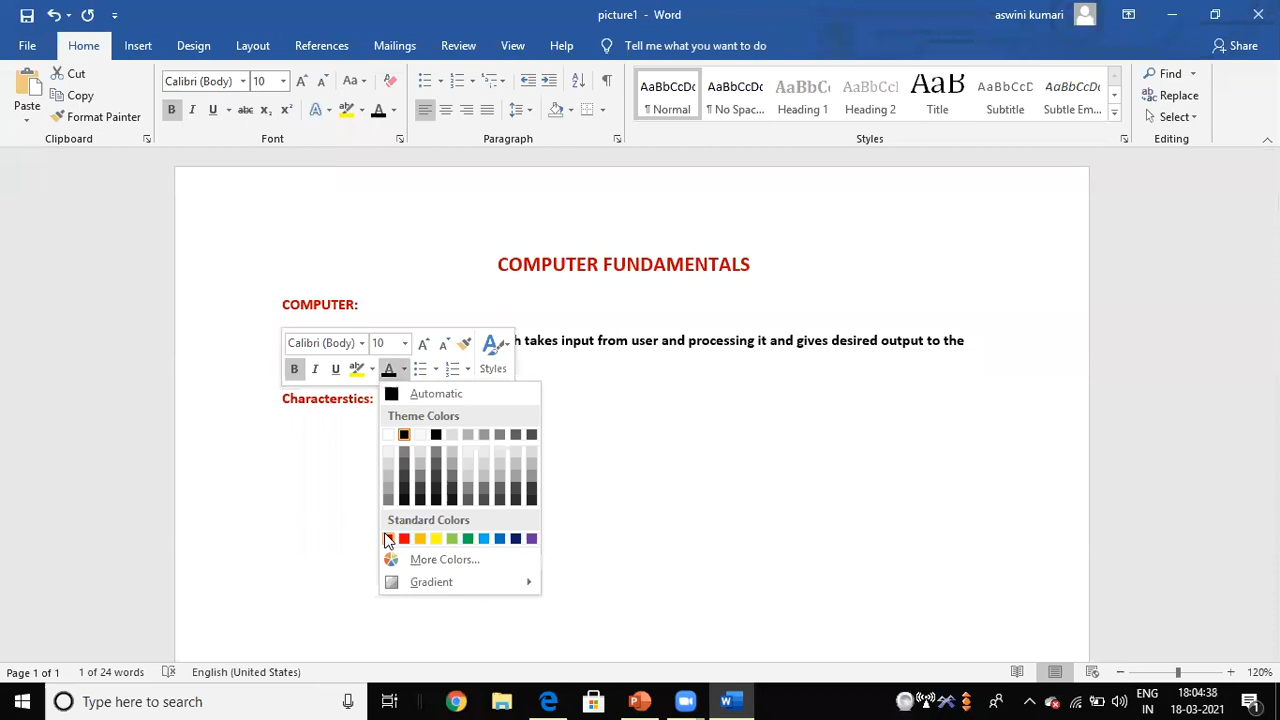 picture1 - Word
aswini kumari
File Home Insert Design Layout References Mailings Review View Help Tell me what you want to do Share
Paste
Cut
Copy
Format Painter
Clipboard
Calibri (Body) 10 Aa
B I U abc x₂ x² A A
Font
Paragraph
AaBbCcDc AaBbCcDc AaBbC AaBbCcl AaB AaBbCcD AaBbCcDc
¶ Normal ¶ No Spac... Heading 1 Heading 2 Title Subtitle Subtle Em...
Styles
Find
Replace
Select
Editing
COMPUTER FUNDAMENTALS
COMPUTER:
h takes input from user and processing it and gives desired output to the
Calibri (Body) 10
B I U A Styles
Characterstics:
Automatic
Theme Colors
Standard Colors
More Colors...
Gradient
Page 1 of 1 1 of 24 words English (United States) 120%
Type here to search
ENG
IN
18:04:38
18-03-2021